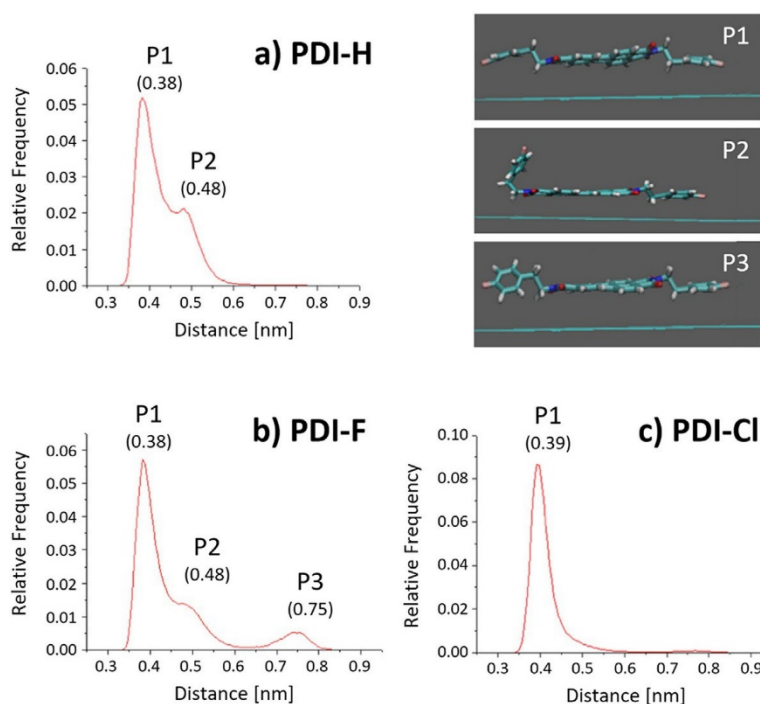 a) PDI-H
P1
(0.38)
P2
(0.48)
Relative Frequency
0.06
0.05
0.04
0.03
0.02
0.01
0.00
0.3 0.4 0.5 0.6 0.7 0.8 0.9
Distance [nm]
P1
P2
P3
b) PDI-F
P1
(0.38)
P2
(0.48)
P3
(0.75)
Relative Frequency
0.06
0.05
0.04
0.03
0.02
0.01
0.00
0.3 0.4 0.5 0.6 0.7 0.8 0.9
Distance [nm]
c) PDI-Cl
P1
(0.39)
Relative Frequency
0.10
0.08
0.06
0.04
0.02
0.00
0.3 0.4 0.5 0.6 0.7 0.8 0.9
Distance [nm]